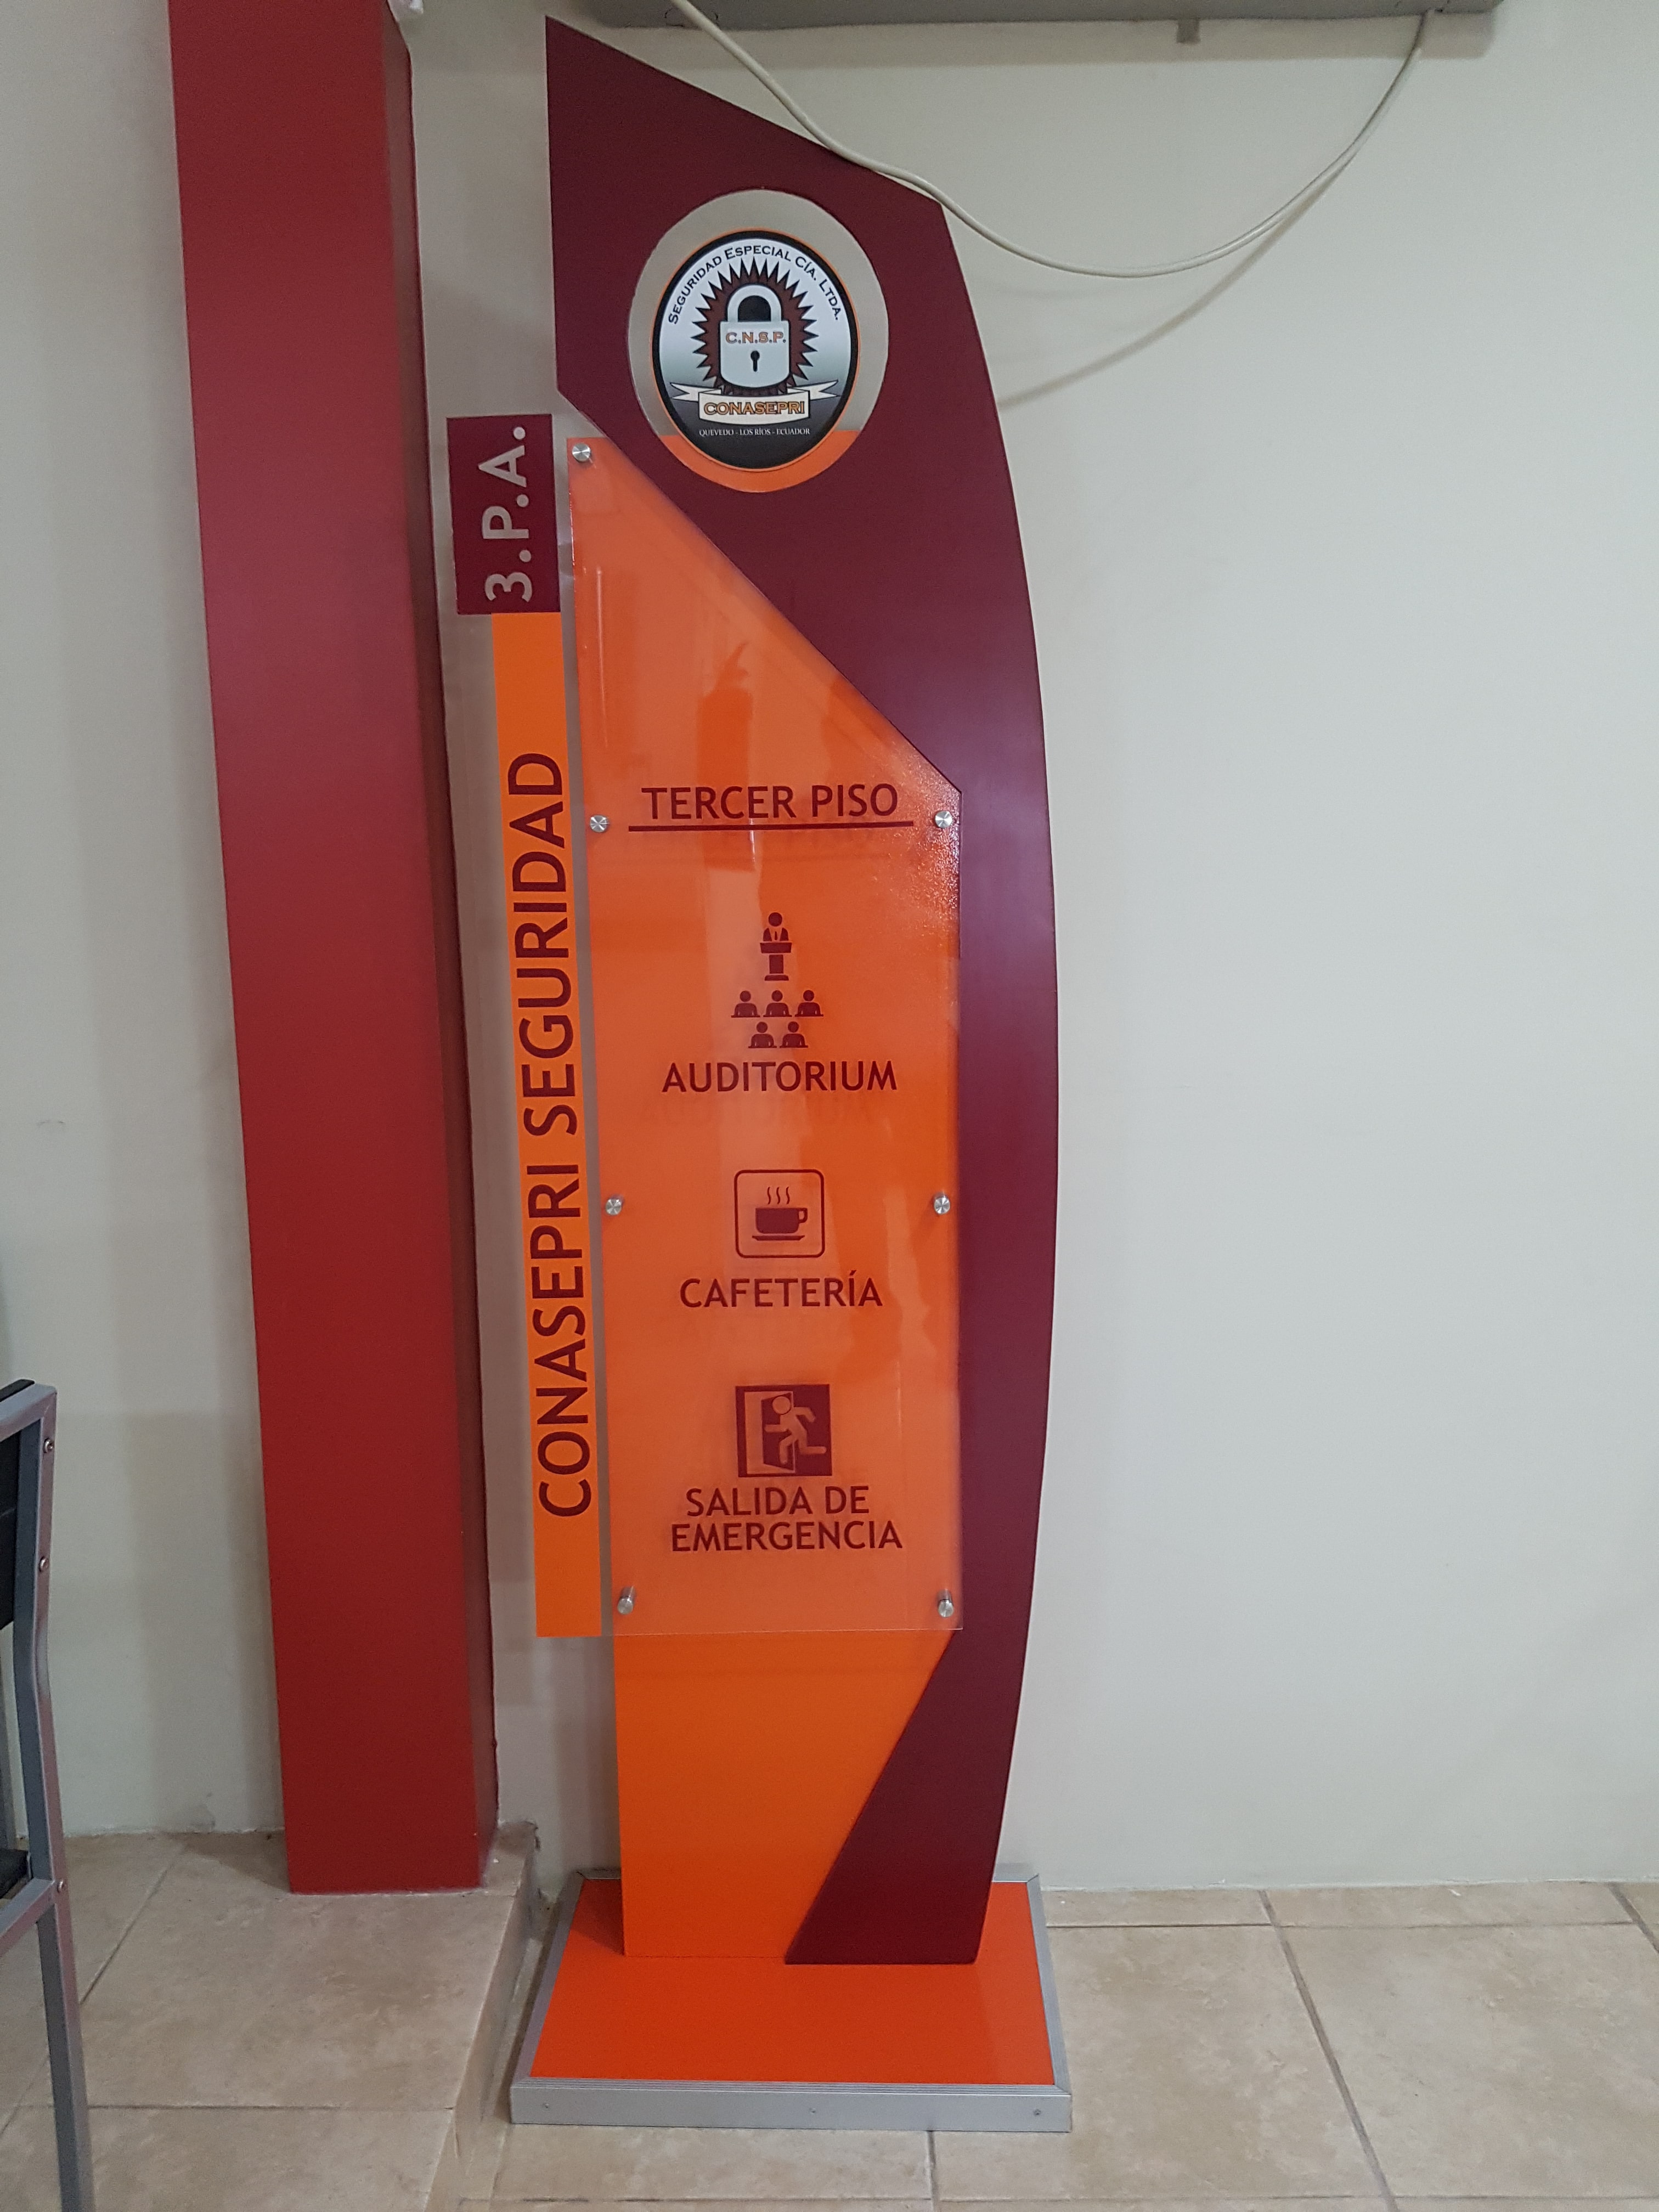 SEGURIDAD ESPECIAL CÍA. LTDA.
C.N.S.P.
CONASEPRI
QUEVEDO - LOS RÍOS - ECUADOR
3.P.A.
CONASEPRI SEGURIDAD
TERCER PISO
AUDITORIUM
CAFETERÍA
SALIDA DE
EMERGENCIA